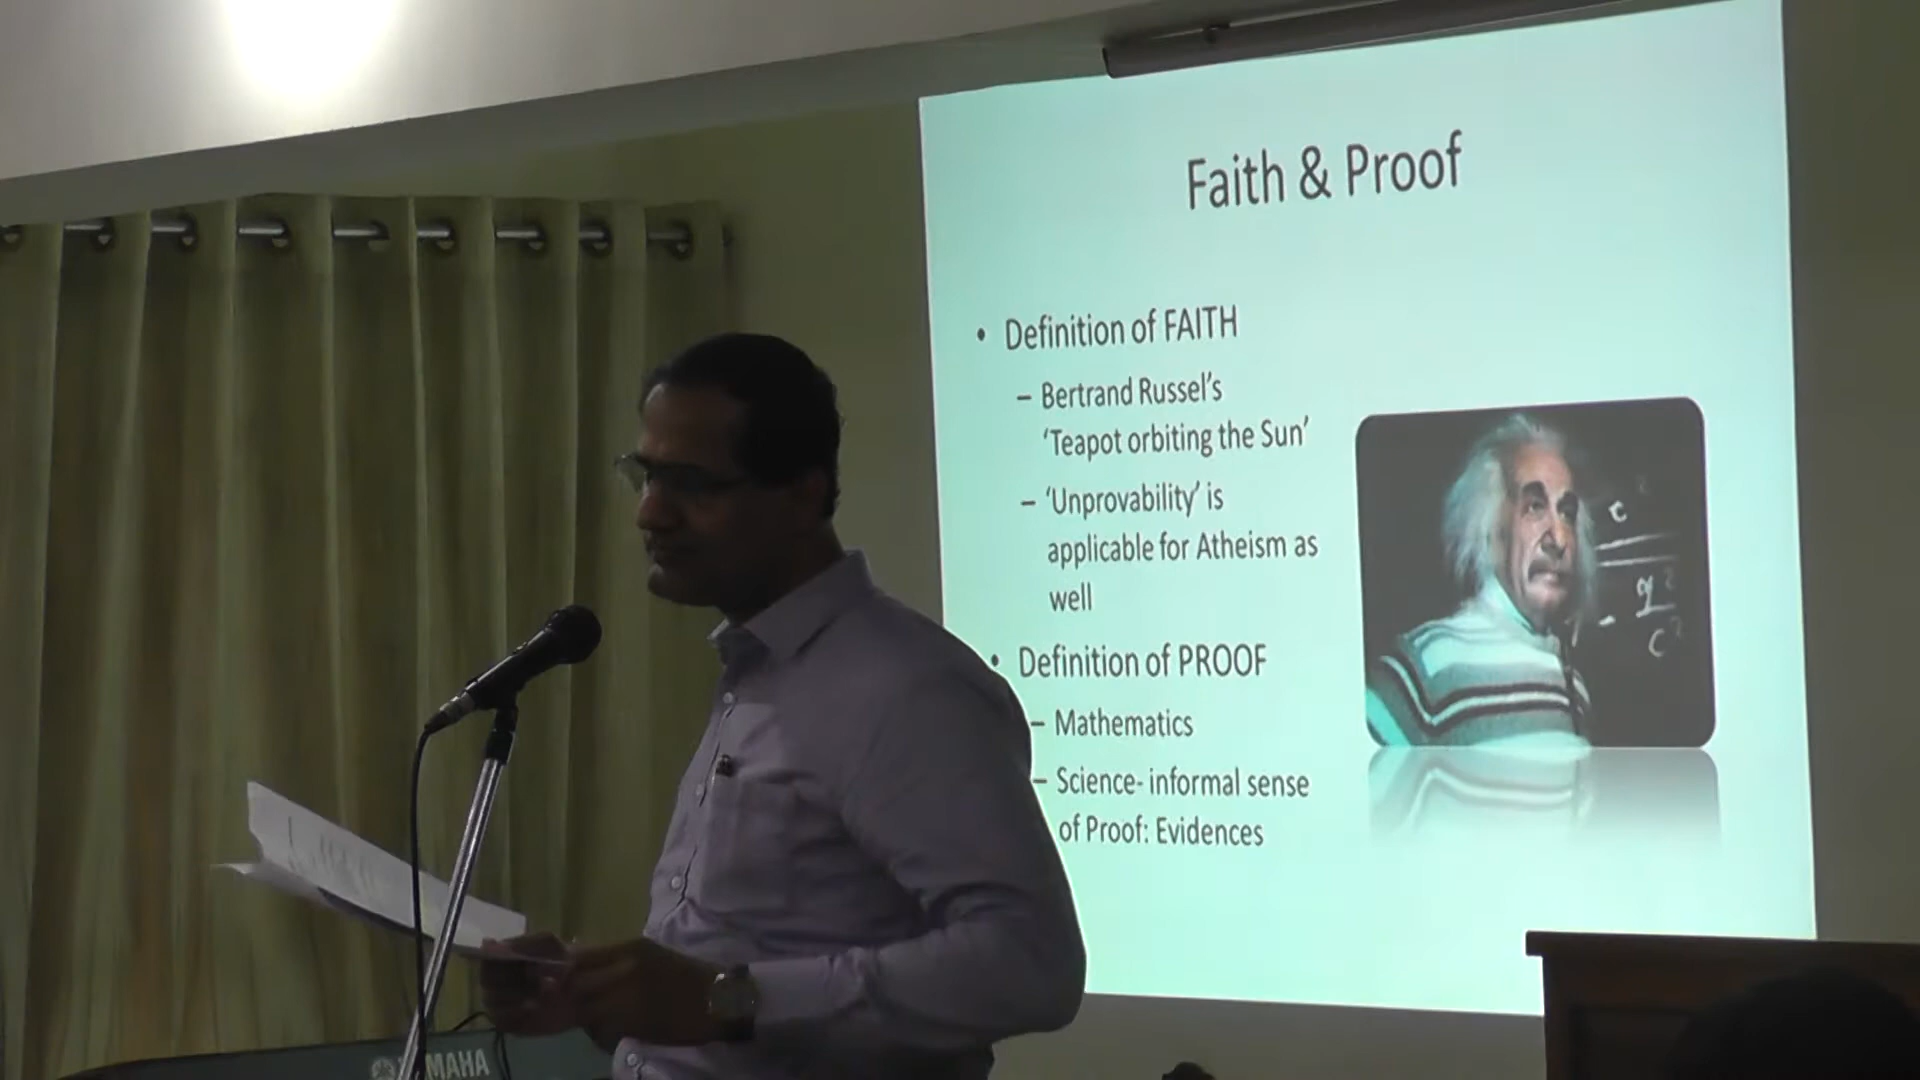 Faith & Proof
• Definition of FAITH
– Bertrand Russel's
'Teapot orbiting the Sun'
– 'Unprovability' is
applicable for Atheism as
well
• Definition of PROOF
– Mathematics
– Science- informal sense
of Proof: Evidences